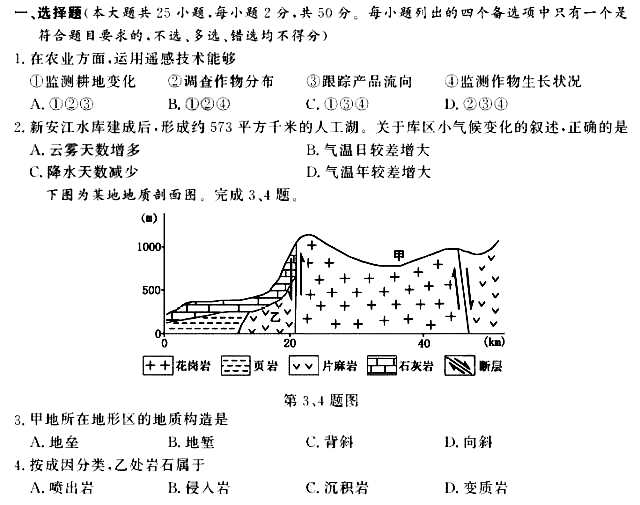 一、选择题(本大题共25小题,每小题2分,共50分。每小题列出的四个备选项中只有一个是
符合题目要求的,不选、多选、错选均不得分)
1.在农业方面,运用遥感技术能够
①监测耕地变化 ②调查作物分布 ③跟踪产品流向 ④监测作物生长状况
A.①②③ B.①②④ C.①③④ D.②③④
2.新安江水库建成后,形成约573平方千米的人工湖。关于库区小气候变化的叙述,正确的是
A.云雾天数增多 B.气温日较差增大
C.降水天数减少 D.气温年较差增大
下图为某地地质剖面图。完成3、4题。
(m)
1000
甲
500
乙
0
0 20 40 (km)
花岗岩 页岩 片麻岩 石灰岩 断层
第3、4题图
3.甲地所在地形区的地质构造是
A.地垒 B.地堑 C.背斜 D.向斜
4.按成因分类,乙处岩石属于
A.喷出岩 B.侵入岩 C.沉积岩 D.变质岩